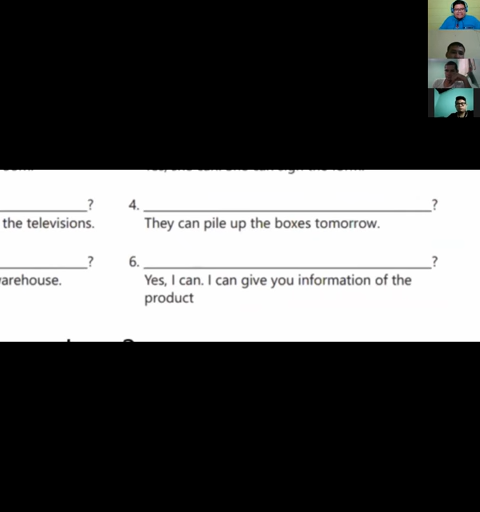 ? 4. ?
the televisions. They can pile up the boxes tomorrow.
? 6. ?
arehouse. Yes, I can. I can give you information of the
product